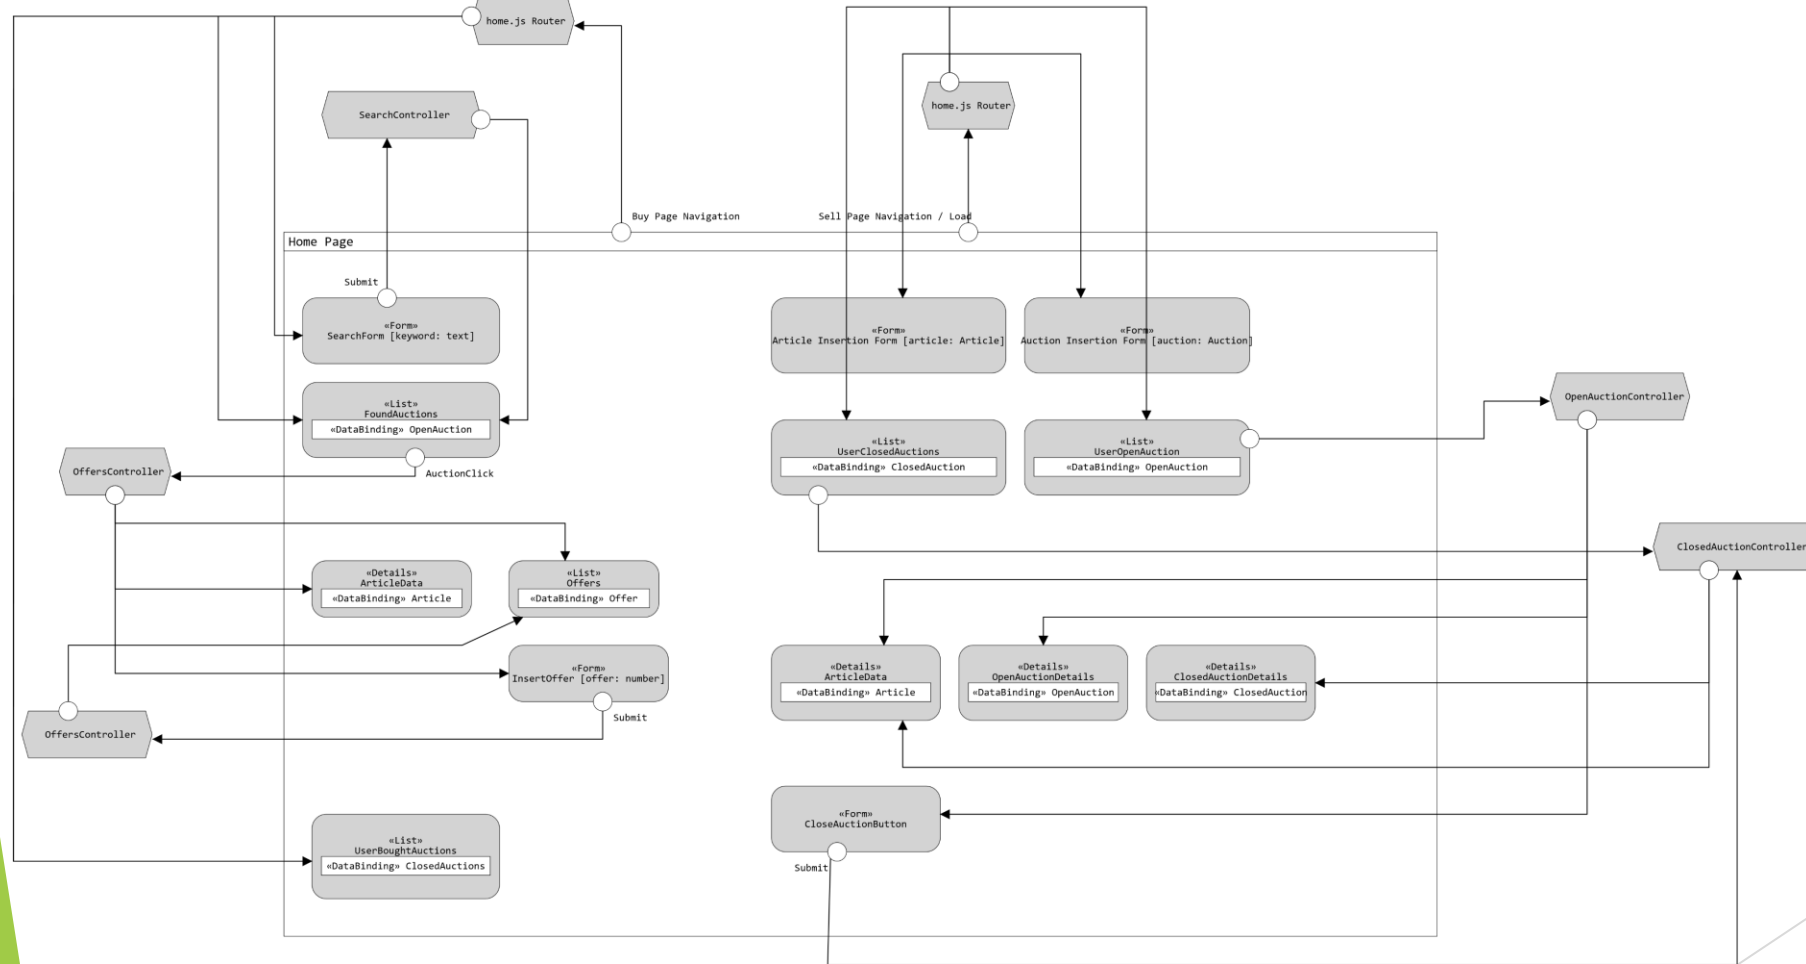 home.js Router
SearchController
home.js Router
Buy Page Navigation
Sell Page Navigation / Load
Home Page
Submit
«Form»
SearchForm [keyword: text]
«Form»
Article Insertion Form [article: Article]
«Form»
Auction Insertion Form [auction: Auction]
«List»
FoundAuctions
«DataBinding» OpenAuction
OpenAuctionController
«List»
UserClosedAuctions
«DataBinding» ClosedAuction
«List»
UserOpenAuction
«DataBinding» OpenAuction
OffersController
AuctionClick
ClosedAuctionController
«Details»
ArticleData
«DataBinding» Article
«List»
Offers
«DataBinding» Offer
«Form»
InsertOffer [offer: number]
Submit
«Details»
ArticleData
«DataBinding» Article
«Details»
OpenAuctionDetails
«DataBinding» OpenAuction
«Details»
ClosedAuctionDetails
«DataBinding» ClosedAuction
OffersController
«Form»
CloseAuctionButton
Submit
«List»
UserBoughtAuctions
«DataBinding» ClosedAuctions